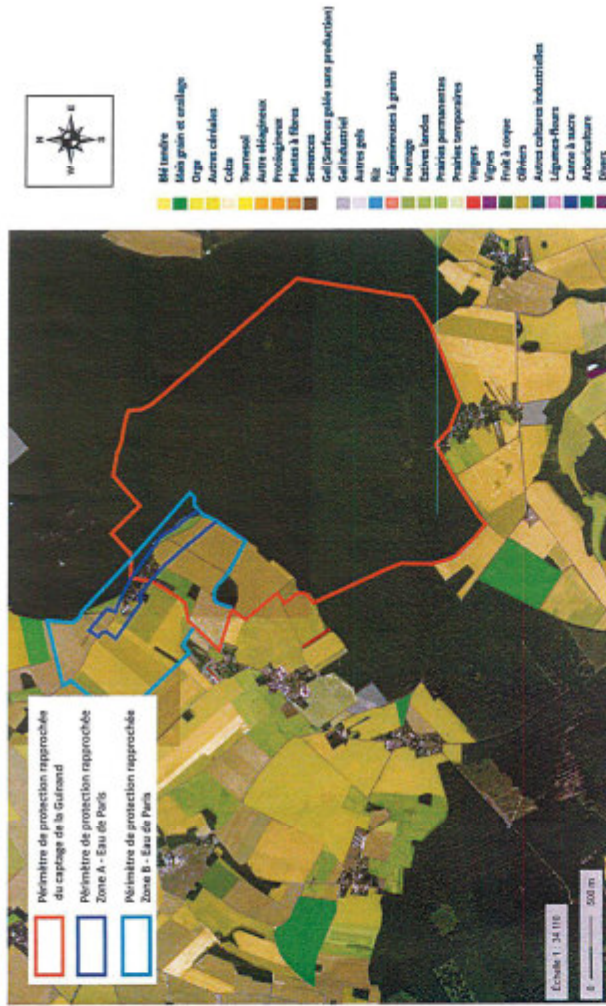 Périmètre de protection rapprochée
du captage de la Guinand
Périmètre de protection rapprochée
Zone A - Eau de Paris
Périmètre de protection rapprochée
Zone B - Eau de Paris
Échelle 1 : 34 110
0 500 m
N
W
E
S
Blé tendre
Maïs grain et ensilage
Orge
Autres céréales
Colza
Tournesol
Autre oléagineux
Protéagineux
Plantes à fibres
Semences
Gel (Surfaces gelée sans production)
Gel industriel
Autres gels
Riz
Légumineuses à grains
Fourrage
Estives landes
Prairies permanentes
Prairies temporaires
Vergers
Vignes
Fruit à coque
Oliviers
Autres cultures industrielles
Légumes-fleurs
Canne à sucre
Arboriculture
Divers